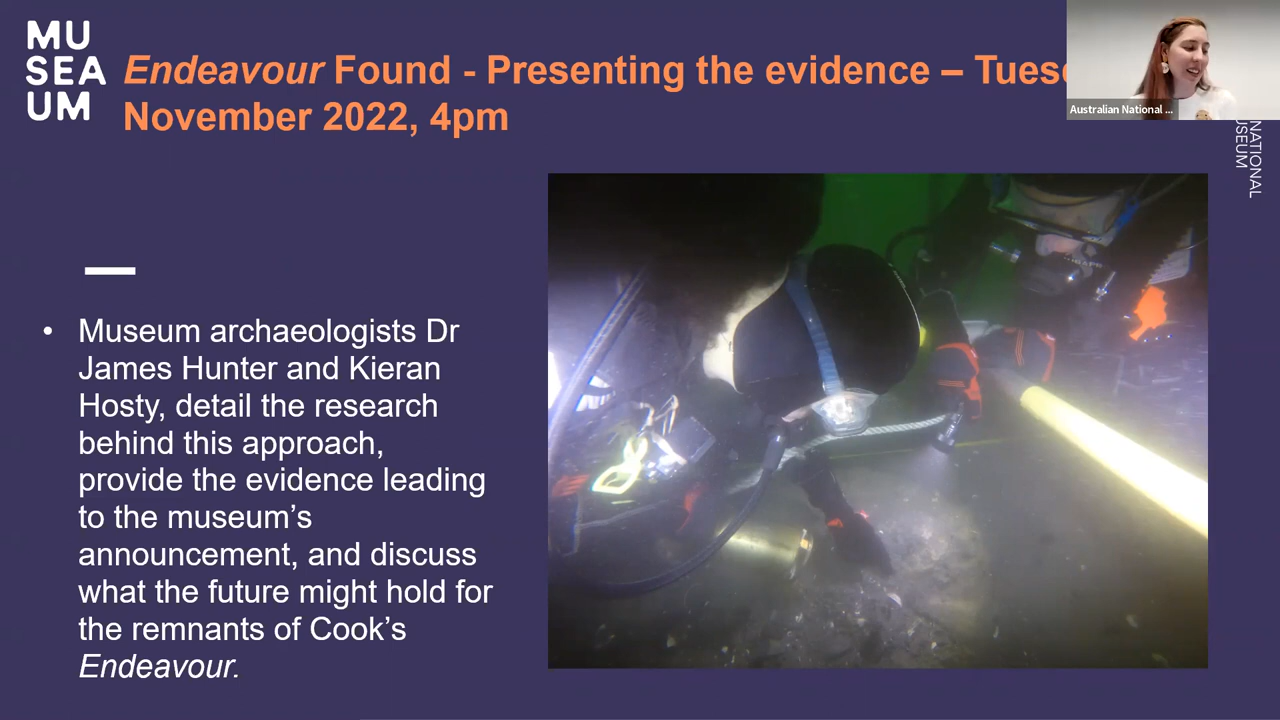 MU
SEA
UM
Endeavour Found - Presenting the evidence –
November 2022, 4pm
Australian National ...
NATIONAL
• Museum archaeologists Dr
James Hunter and Kieran
Hosty, detail the research
behind this approach,
provide the evidence leading
to the museum’s
announcement, and discuss
what the future might hold for
the remnants of Cook’s
Endeavour.